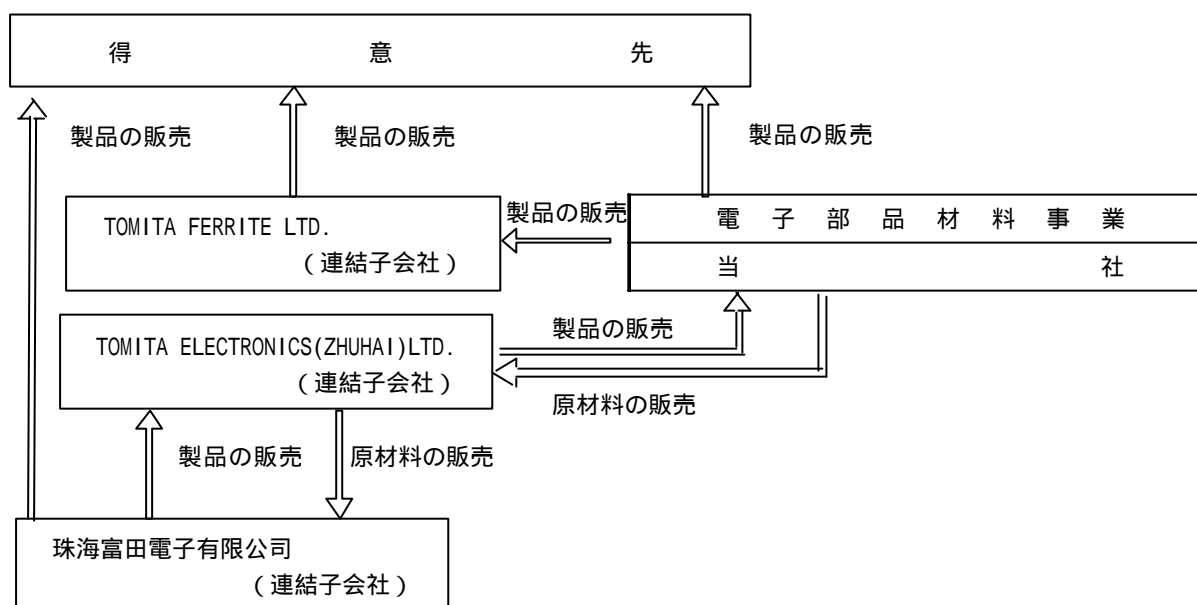 得意先
製品の販売
製品の販売
製品の販売
TOMITA FERRITE LTD.
（連結子会社）
製品の販売
電子部品材料事業
当社
TOMITA ELECTRONICS(ZHUHAI)LTD.
（連結子会社）
製品の販売
原材料の販売
製品の販売
原材料の販売
珠海富田電子有限公司
（連結子会社）